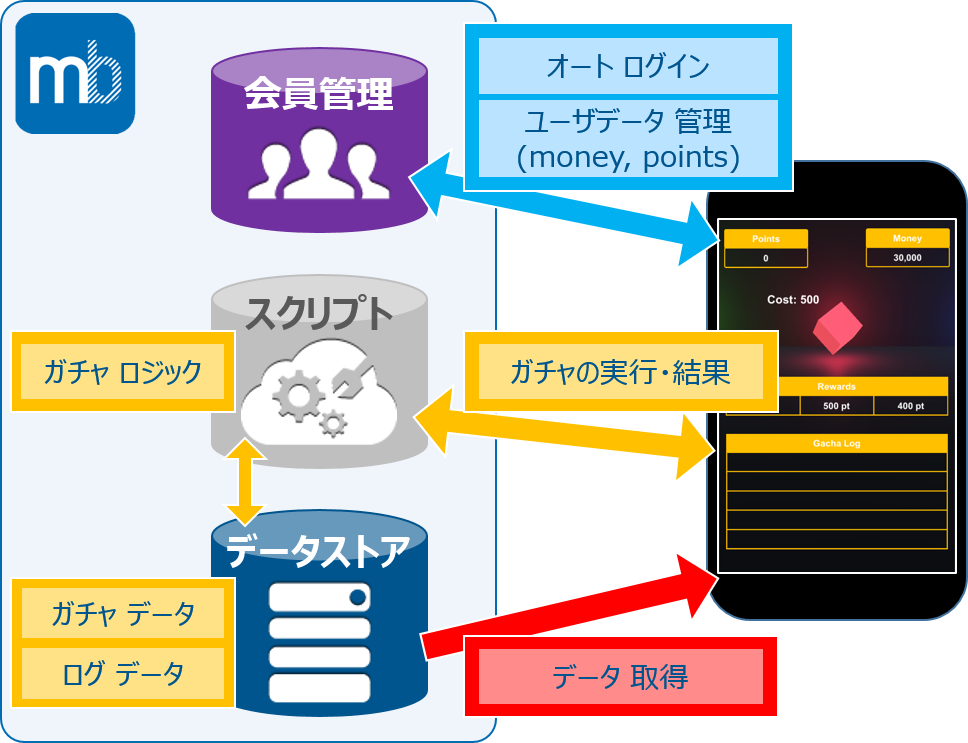 mb
会員管理
オート ログイン
ユーザデータ 管理
(money, points)
スクリプト
ガチャ ロジック
ガチャの実行・結果
データストア
ガチャ データ
ログ データ
データ 取得
Points
0
Money
30,000
Cost: 500
Rewards
500 pt
400 pt
Gacha Log